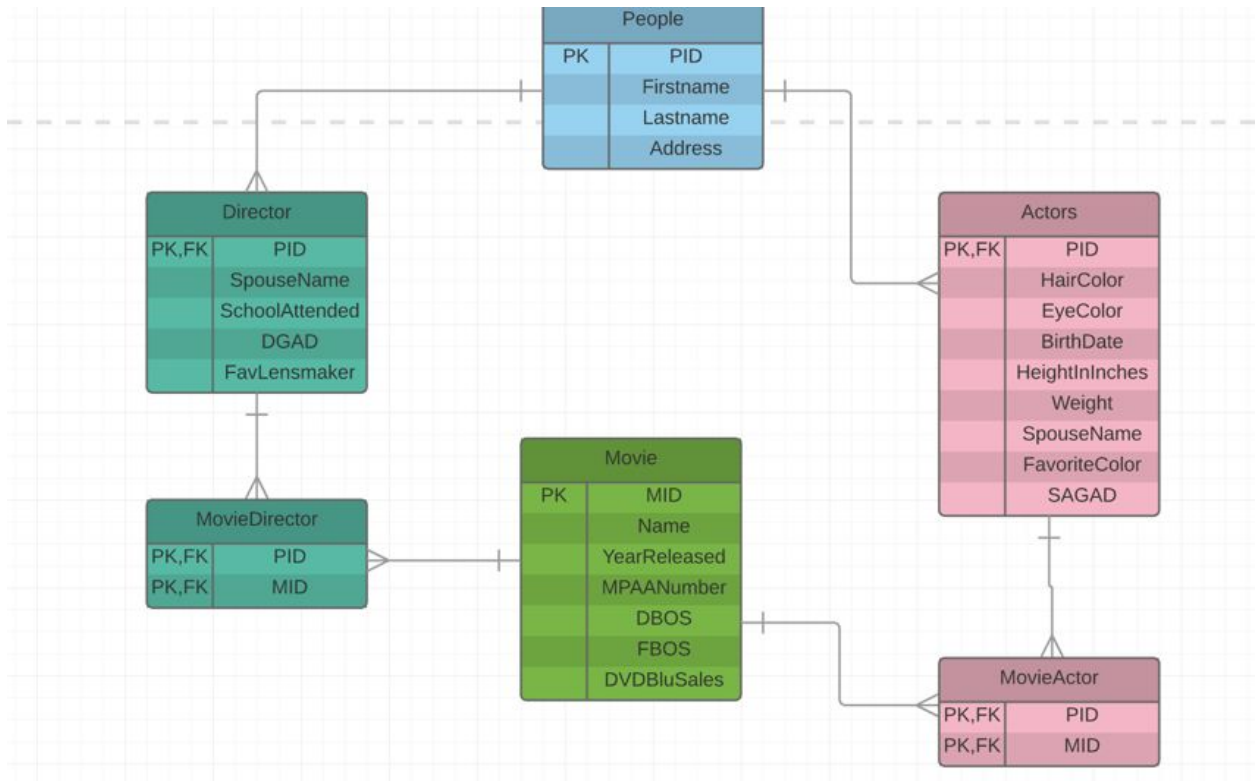 People
PK PID
Firstname
Lastname
Address
Director
PK,FK PID
SpouseName
SchoolAttended
DGAD
FavLensmaker
Actors
PK,FK PID
HairColor
EyeColor
BirthDate
HeightInInches
Weight
SpouseName
FavoriteColor
SAGAD
Movie
PK MID
Name
YearReleased
MPAANumber
DBOS
FBOS
DVDBluSales
MovieDirector
PK,FK PID
PK,FK MID
MovieActor
PK,FK PID
PK,FK MID